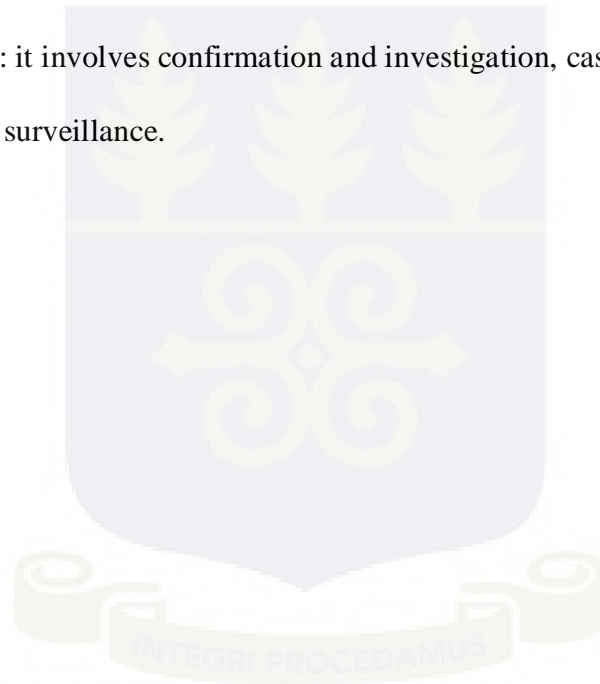 : it involves confirmation and investigation, cas
surveillance.
INTEGRI PROCEDAMUS